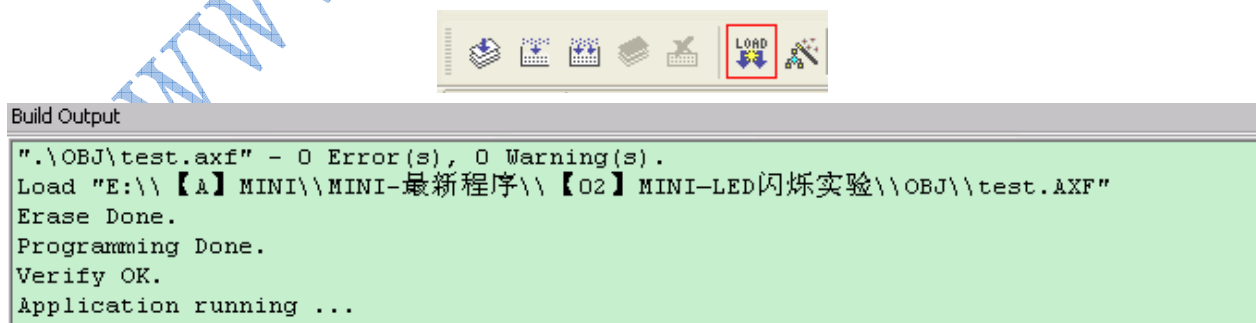 WWW
LOAD
Build Output
".\OBJ\test.axf" - 0 Error(s), 0 Warning(s).
Load "E:\\【A】MINI\\MINI-最新程序\\【02】MINI—LED闪烁实验\\OBJ\\test.AXF"
Erase Done.
Programming Done.
Verify OK.
Application running ...